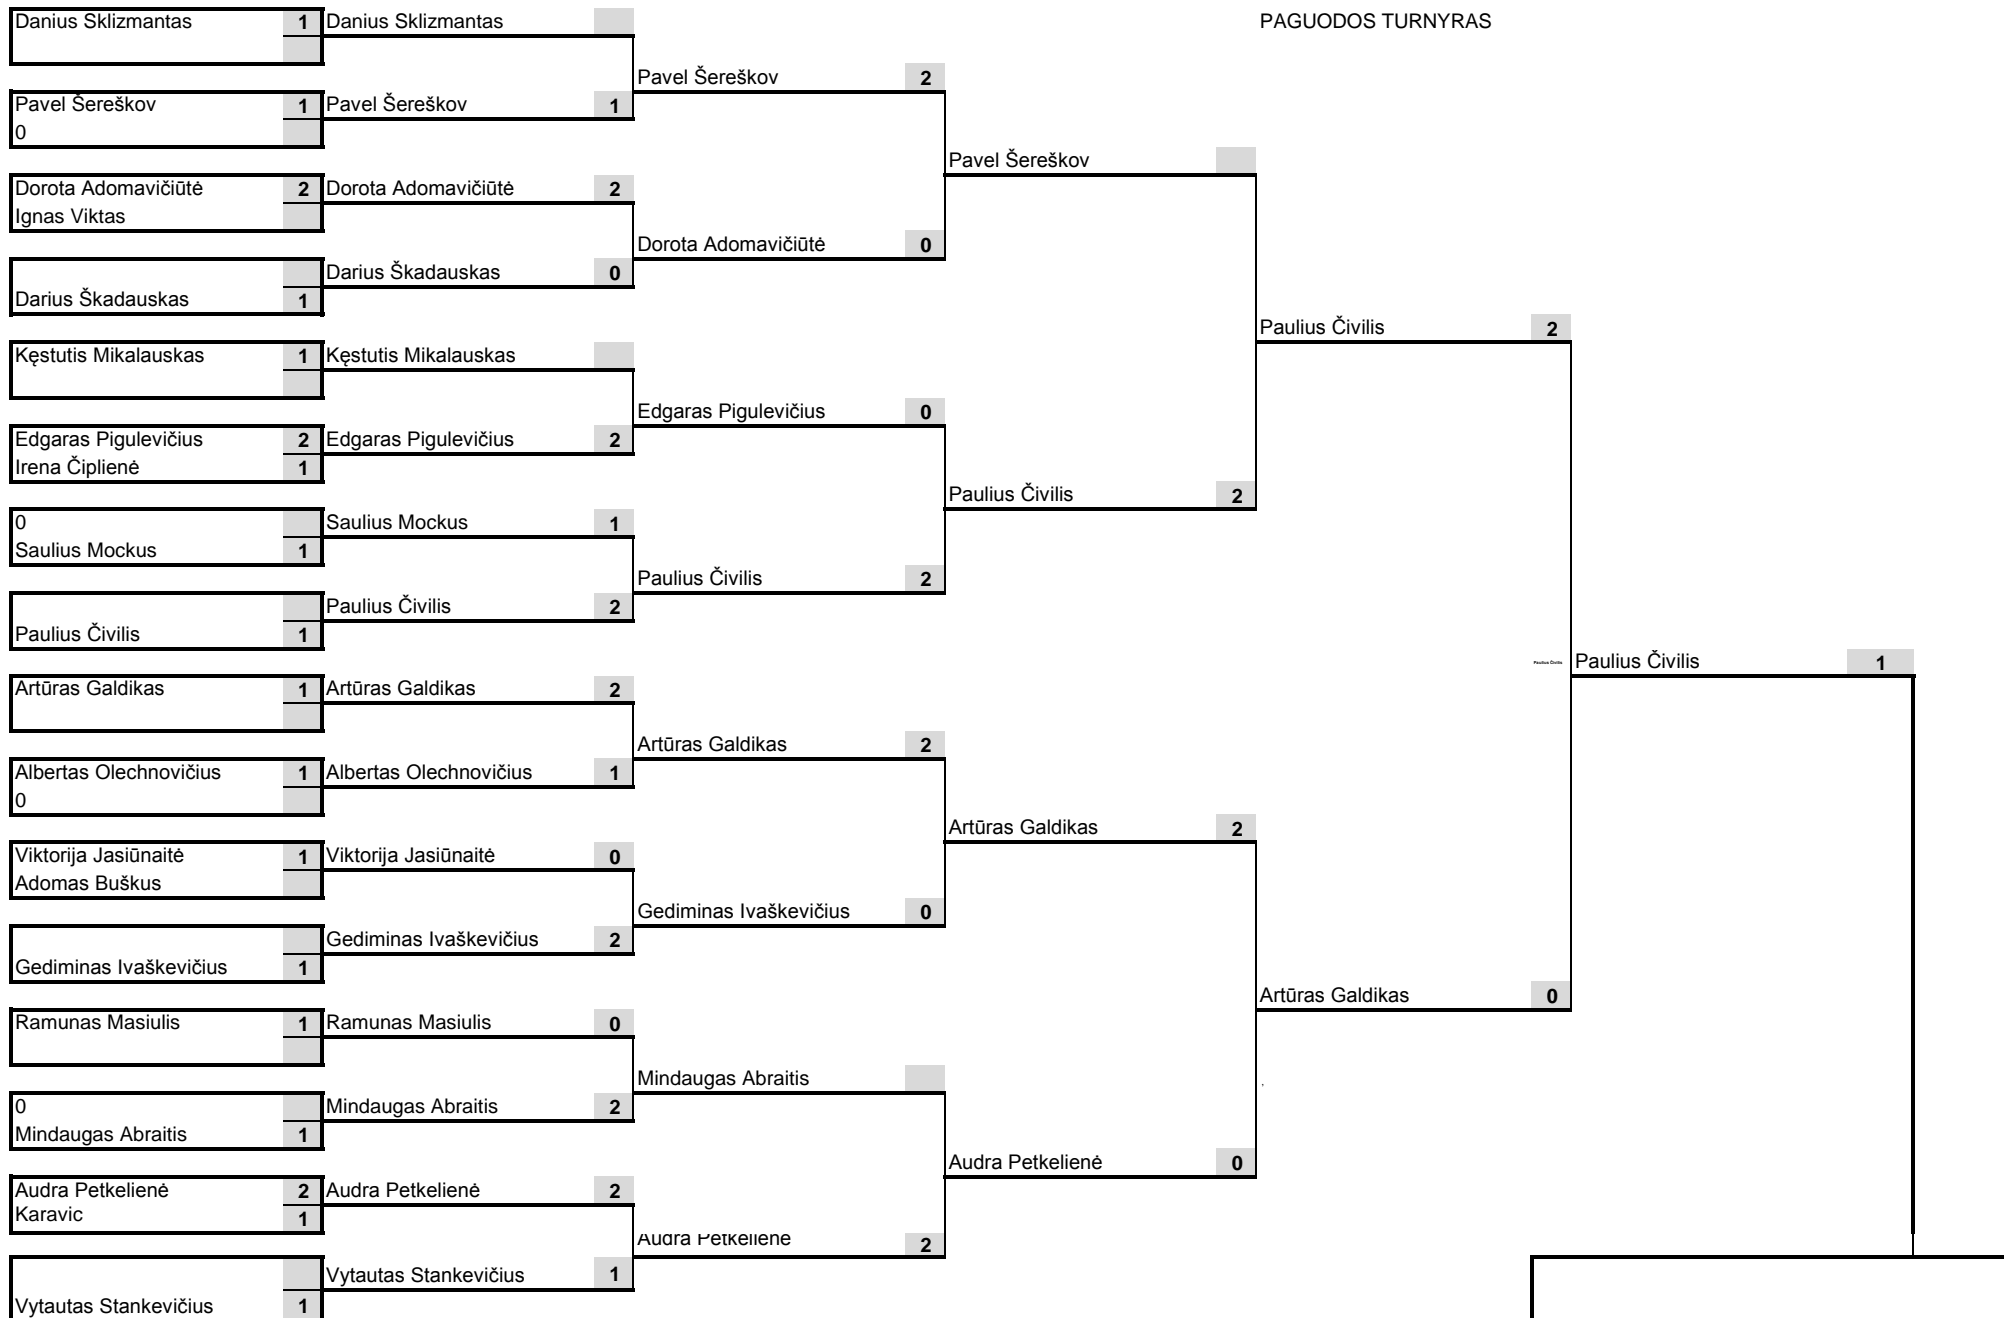 PAGUODOS TURNYRAS
Danius Sklizmantas 1
Danius Sklizmantas
Pavel Šereškov 2
Pavel Šereškov 1
0
Pavel Šereškov 1
Pavel Šereškov
Dorota Adomavičiūtė 2
Ignas Viktas
Dorota Adomavičiūtė 2
Dorota Adomavičiūtė 0
Darius Škadauskas 0
Darius Škadauskas 1
Paulius Čivilis 2
Kęstutis Mikalauskas 1
Kęstutis Mikalauskas
Edgaras Pigulevičius 0
Edgaras Pigulevičius 2
Irena Čiplienė 1
Edgaras Pigulevičius 2
Paulius Čivilis 2
0
Saulius Mockus 1
Saulius Mockus 1
Paulius Čivilis 2
Paulius Čivilis 2
Paulius Čivilis 1
Paulius Čivilis
Paulius Čivilis 1
Artūras Galdikas 1
Artūras Galdikas 2
Artūras Galdikas 2
Albertas Olechnovičius 1
0
Albertas Olechnovičius 1
Artūras Galdikas 2
Viktorija Jasiūnaitė 1
Adomas Buškus
Viktorija Jasiūnaitė 0
Gediminas Ivaškevičius 0
Gediminas Ivaškevičius 2
Gediminas Ivaškevičius 1
Artūras Galdikas 0
Ramunas Masiulis 1
Ramunas Masiulis 0
Mindaugas Abraitis
0
Mindaugas Abraitis 1
Mindaugas Abraitis 2
Audra Petkelienė 0
Audra Petkelienė 2
Karavic 1
Audra Petkelienė 2
Audra Petkelienė 2
Vytautas Stankevičius 1
Vytautas Stankevičius 1